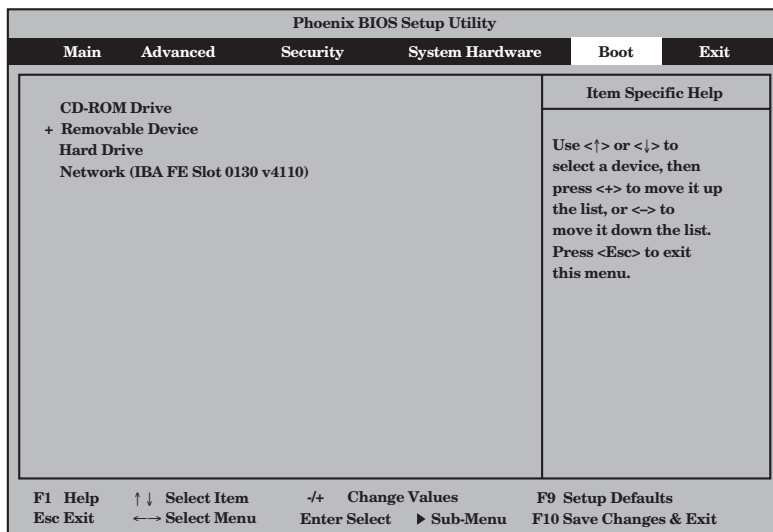 Phoenix BIOS Setup Utility
Main Advanced Security System Hardware Boot Exit
CD-ROM Drive
+ Removable Device
Hard Drive
Network (IBA FE Slot 0130 v4110)
Item Specific Help
Use <↑> or <↓> to
select a device, then
press <+> to move it up
the list, or <–> to
move it down the list.
Press <Esc> to exit
this menu.
F1 Help ↑↓ Select Item -/+ Change Values F9 Setup Defaults
Esc Exit ←→ Select Menu Enter Select ▶ Sub-Menu F10 Save Changes & Exit